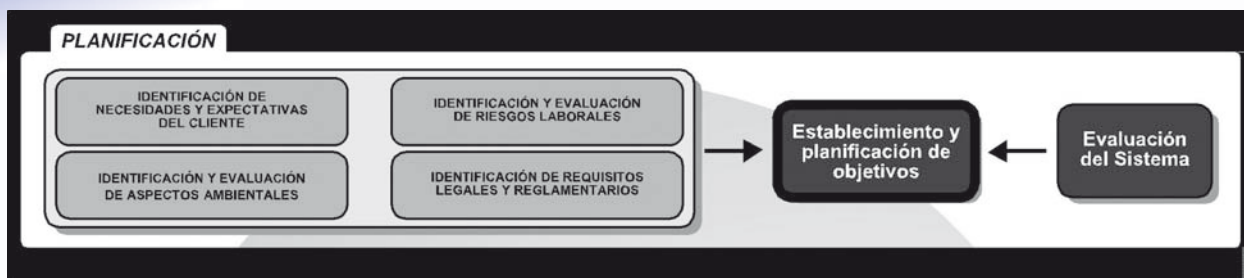 PLANIFICACIÓN
IDENTIFICACIÓN DE
NECESIDADES Y EXPECTATIVAS
DEL CLIENTE
IDENTIFICACIÓN Y EVALUACIÓN
DE RIESGOS LABORALES
IDENTIFICACIÓN Y EVALUACIÓN
DE ASPECTOS AMBIENTALES
IDENTIFICACIÓN DE REQUISITOS
LEGALES Y REGLAMENTARIOS
Establecimiento y
planificación de
objetivos
Evaluación
del Sistema